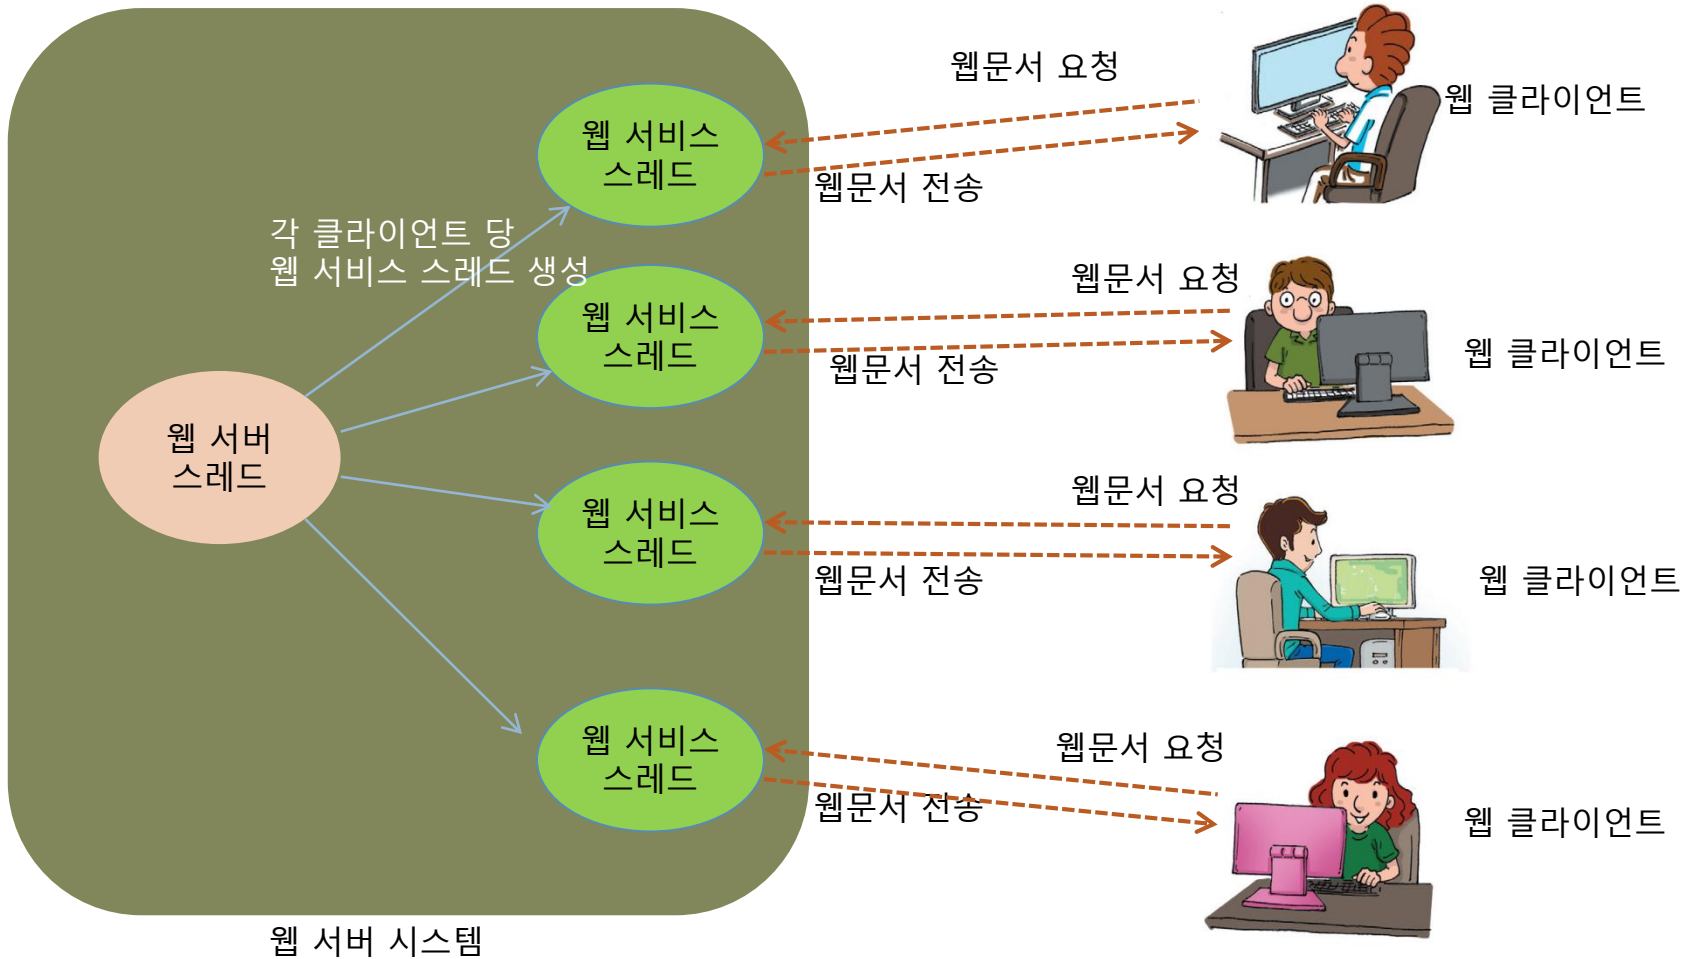 웹문서 요청
웹 클라이언트
웹 서비스
스레드
웹문서 전송
각 클라이언트 당
웹 서비스 스레드 생성
웹문서 요청
웹 서비스
스레드
웹 클라이언트
웹문서 전송
웹 서버
스레드
웹문서 요청
웹 서비스
스레드
웹문서 전송
웹 클라이언트
웹 서비스
스레드
웹문서 요청
웹문서 전송
웹 클라이언트
웹 서버 시스템